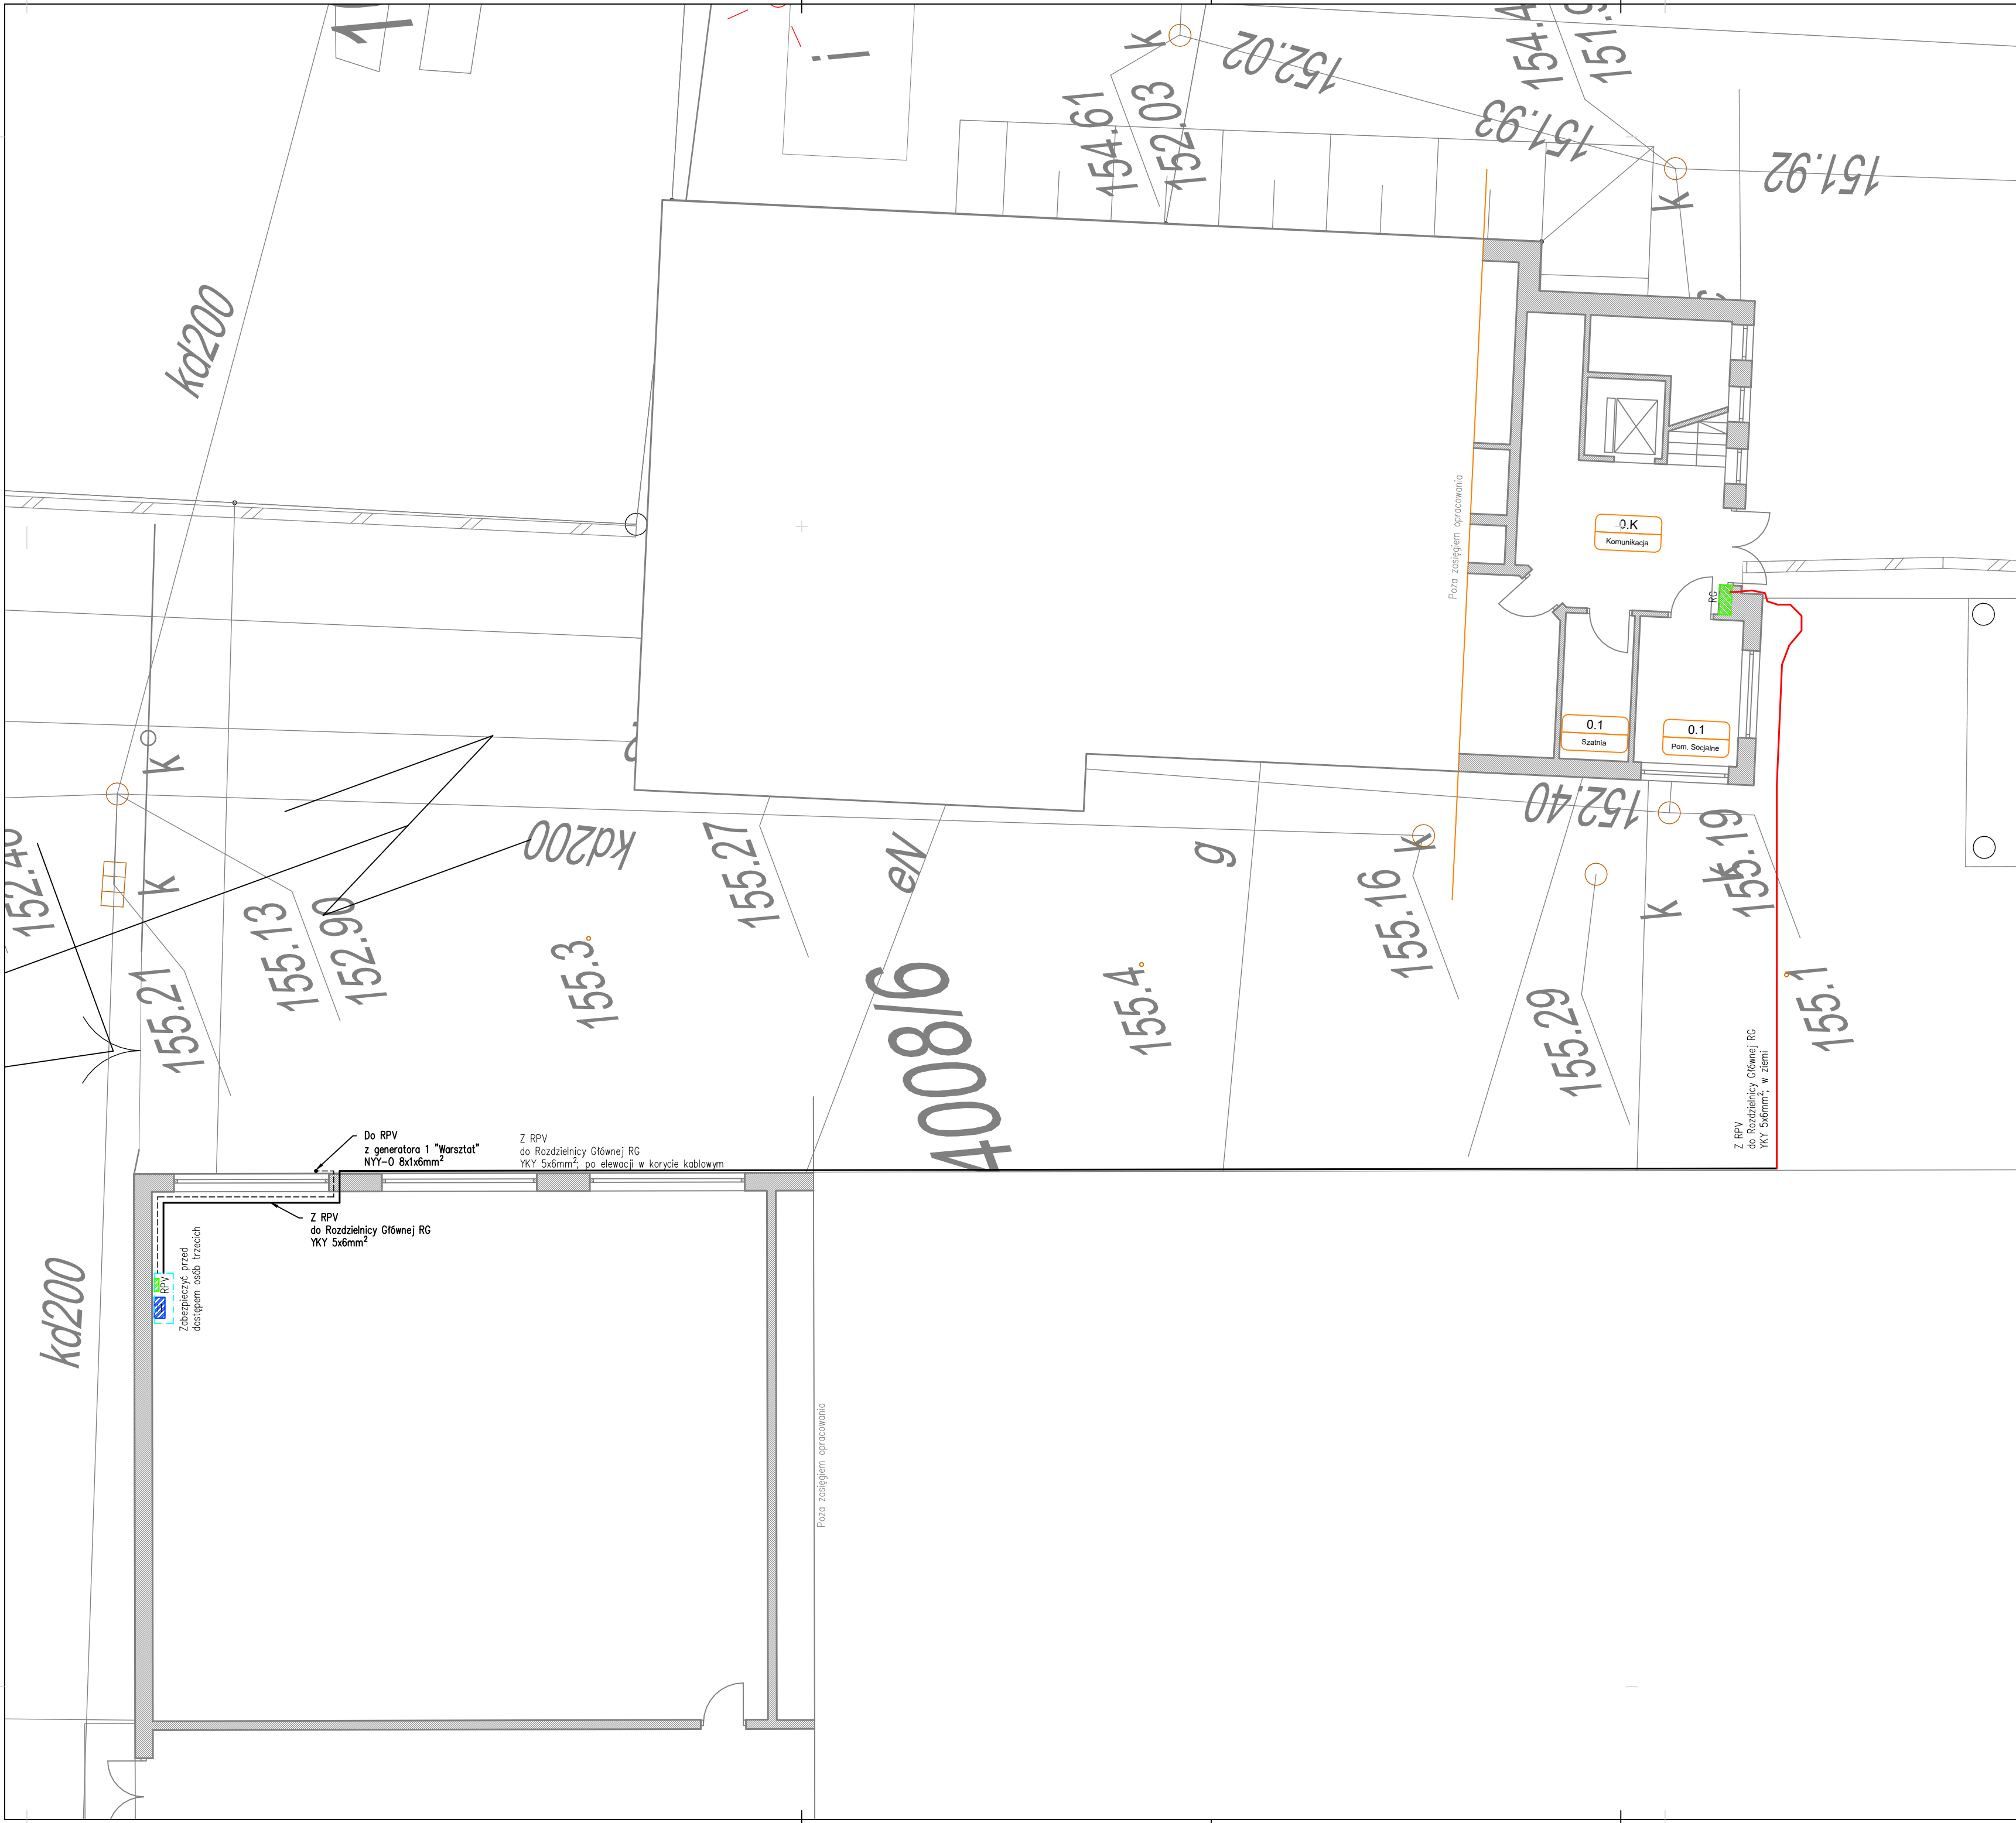 152.02
k
154.61
152.03
151.93
151.92
k
kd200
Poza zasięgiem opracowania
0.K
Komunikacja
RG
0.1
Szatnia
0.1
Pom. Socjalne
k
k
kd200
155.27
eW
g
152.40
k
155.16
k
k
155.19
152.40
155.13
152.90
155.21
155.3
4008/6
155.4
155.29
155.1
Z RPV
do Rozdzielnicy Głównej RG
YKY 5x6mm²; w ziemi
Do RPV
z generatora 1 "Warsztat"
NYY-O 8x1x6mm²
Z RPV
do Rozdzielnicy Głównej RG
YKY 5x6mm²; po elewacji w korycie kablowym
Z RPV
do Rozdzielnicy Głównej RG
YKY 5x6mm²
RPV
Zabezpieczyć przed
dostępem osób trzecich
kd200
Poza zasięgiem opracowania